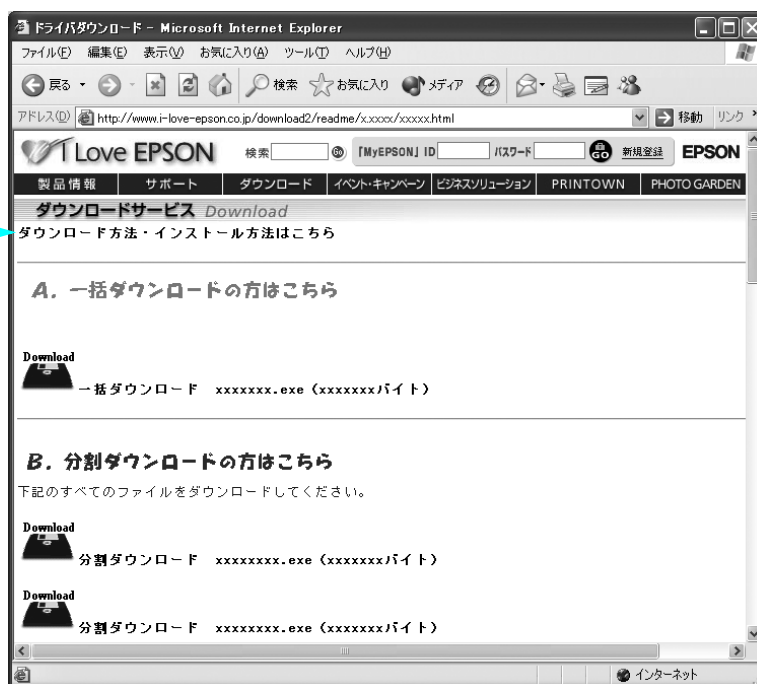 ドライバダウンロード - Microsoft Internet Explorer
ファイル(F) 編集(E) 表示(V) お気に入り(A) ツール(T) ヘルプ(H)
戻る 検索 お気に入り メディア
アドレス(D) http://www.i-love-epson.co.jp/download2/readme/x.xxxx/xxxxx.html 移動 リンク
I Love EPSON 検索 Go 「MyEPSON」 ID パスワード GO 新規登録 EPSON
製品情報 サポート ダウンロード イベント・キャンペーン ビジネスソリューション PRINTOWN PHOTO GARDEN
ダウンロードサービス Download
ダウンロード方法・インストール方法はこちら
A. 一括ダウンロードの方はこちら
Download
一括ダウンロード xxxxxxx.exe (xxxxxxxバイト)
B. 分割ダウンロードの方はこちら
下記のすべてのファイルをダウンロードしてください。
Download
分割ダウンロード xxxxxxxx.exe (xxxxxxxバイト)
Download
分割ダウンロード xxxxxxxx.exe (xxxxxxxバイト)
インターネット